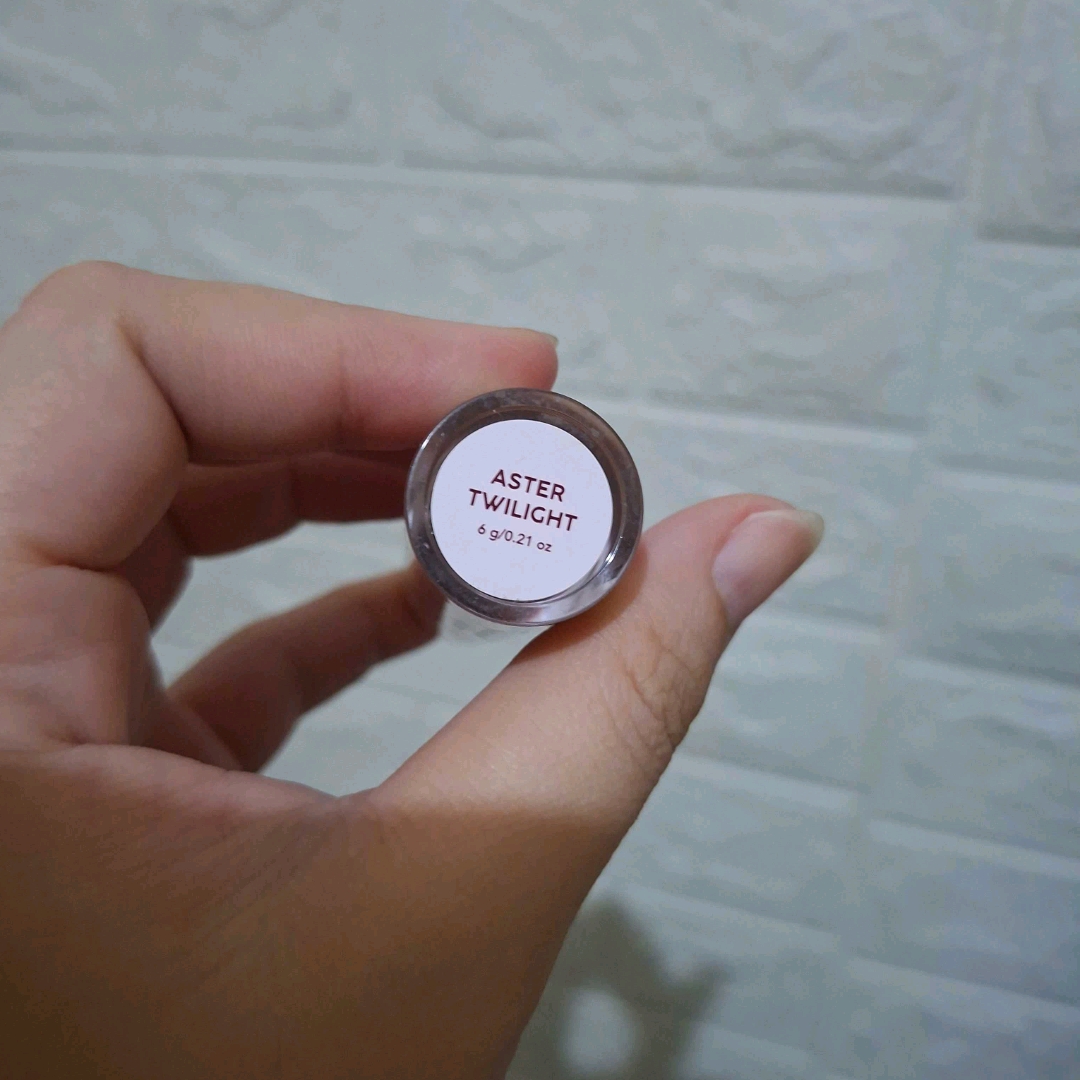 ASTER
TWILIGHT
6 g/0.21 oz